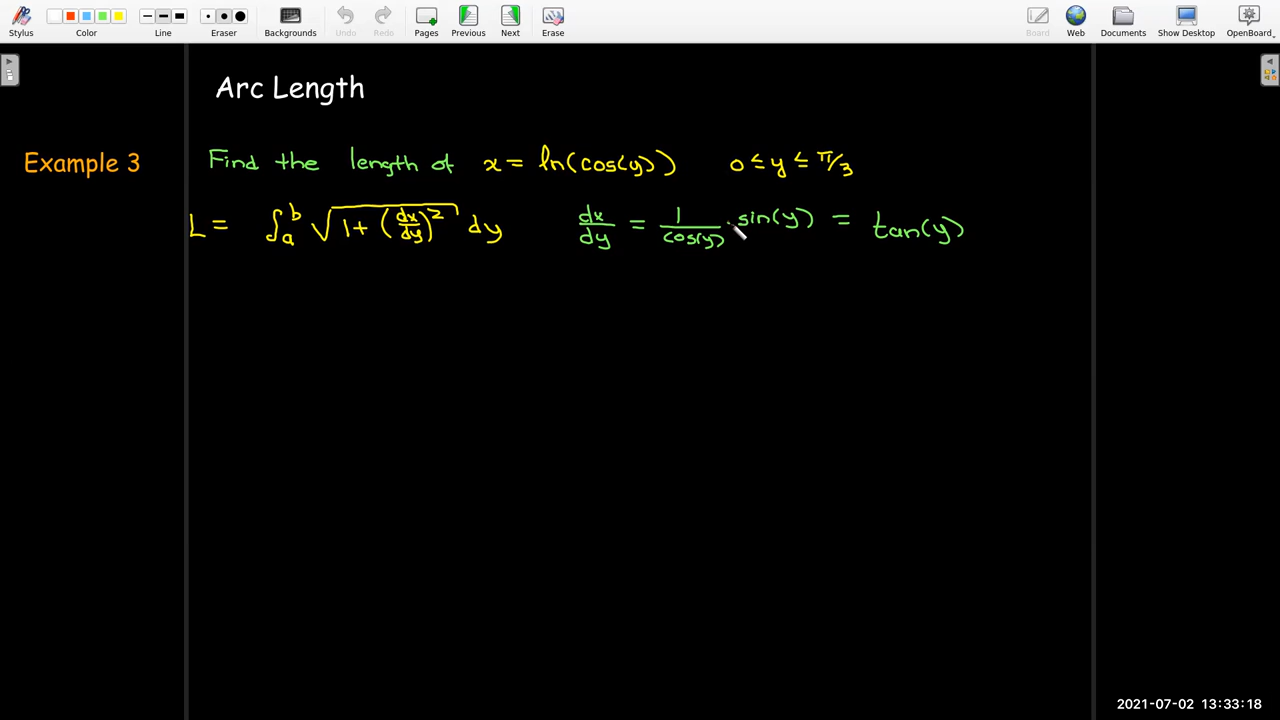 Stylus Color Line Eraser Backgrounds Undo Redo Pages Previous Next Erase Board Web Documents Show Desktop OpenBoard
Arc Length
Example 3 Find the length of x = ln(cos(y)) 0 ≤ y ≤ π/3
L = ∫_a^b √(1+(dx/dy)^2) dy dx/dy = 1/cos(y) · sin(y) = tan(y)
2021-07-02 13:33:18